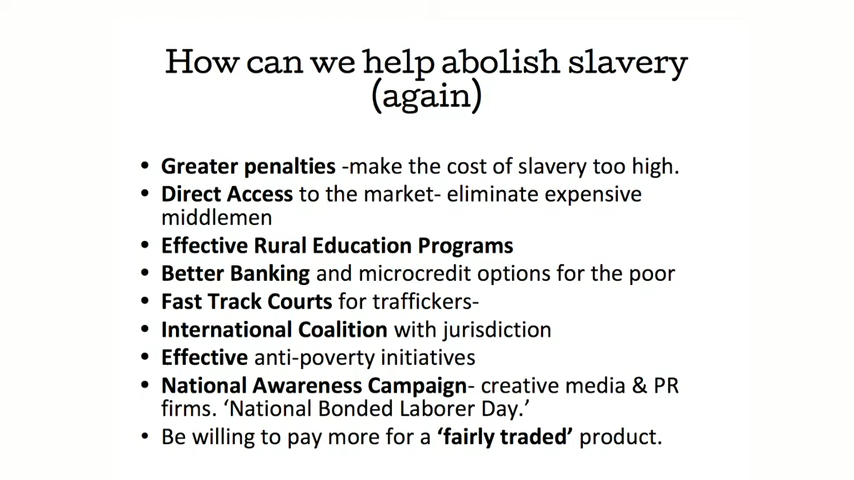 How can we help abolish slavery
(again)
• Greater penalties -make the cost of slavery too high.
• Direct Access to the market- eliminate expensive
middlemen
• Effective Rural Education Programs
• Better Banking and microcredit options for the poor
• Fast Track Courts for traffickers-
• International Coalition with jurisdiction
• Effective anti-poverty initiatives
• National Awareness Campaign- creative media & PR
firms. ‘National Bonded Laborer Day.’
• Be willing to pay more for a ‘fairly traded’ product.